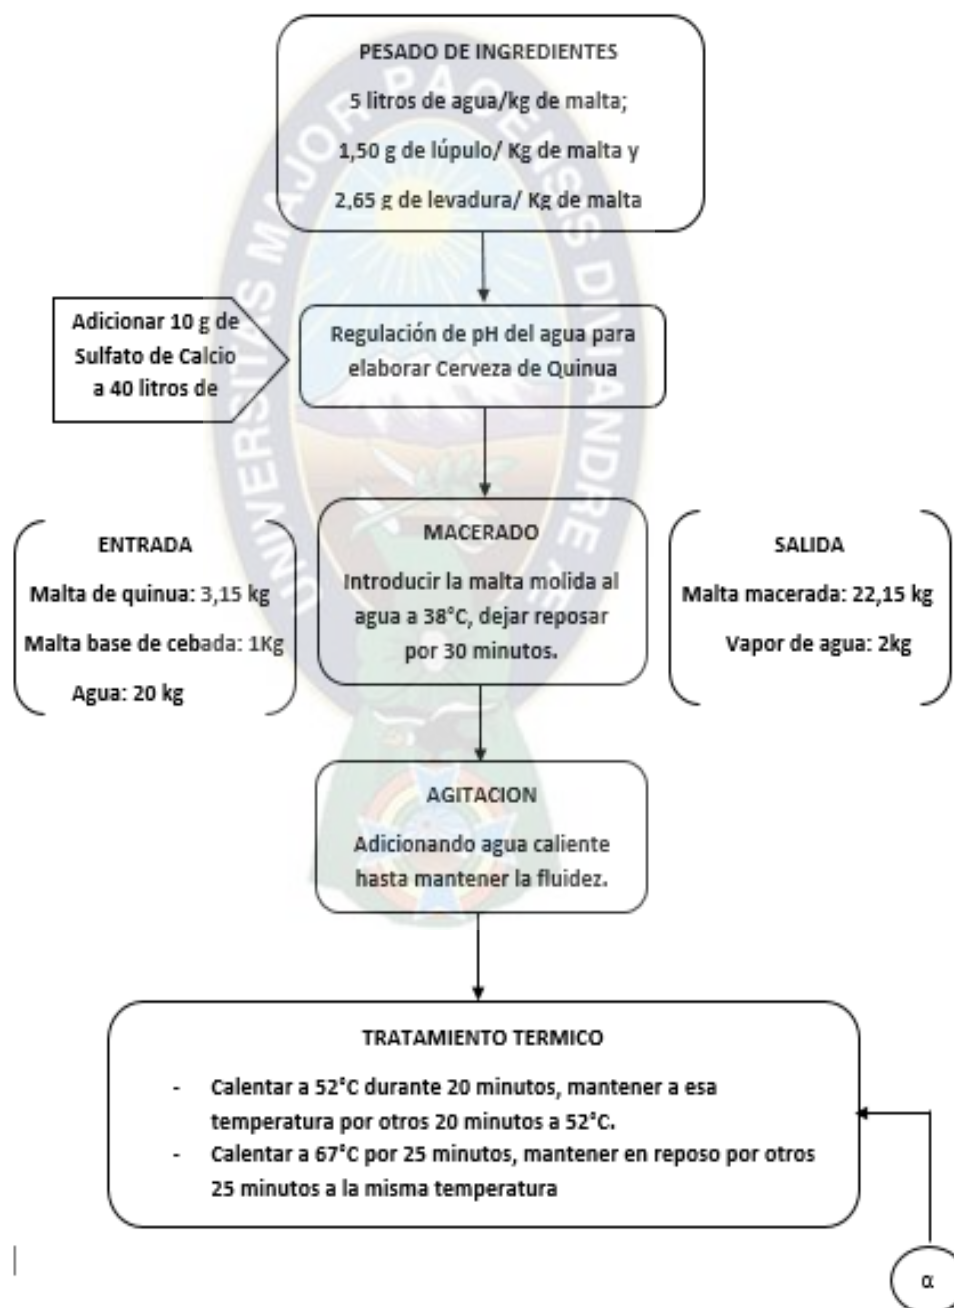 PESADO DE INGREDIENTES
5 litros de agua/kg de malta;
1,50 g de lúpulo/ Kg de malta y
2,65 g de levadura/ Kg de malta
Adicionar 10 g de
Sulfato de Calcio
a 40 litros de
Regulación de pH del agua para
elaborar Cerveza de Quinua
ENTRADA
Malta de quinua: 3,15 kg
Malta base de cebada: 1Kg
Agua: 20 kg
MACERADO
Introducir la malta molida al
agua a 38°C, dejar reposar
por 30 minutos.
SALIDA
Malta macerada: 22,15 kg
Vapor de agua: 2kg
AGITACION
Adicionando agua caliente
hasta mantener la fluidez.
TRATAMIENTO TERMICO
- Calentar a 52°C durante 20 minutos, mantener a esa
temperatura por otros 20 minutos a 52°C.
- Calentar a 67°C por 25 minutos, mantener en reposo por otros
25 minutos a la misma temperatura
α
UNIVERSITAS MAJOR PACENSIS DIVI ANDRE Æ